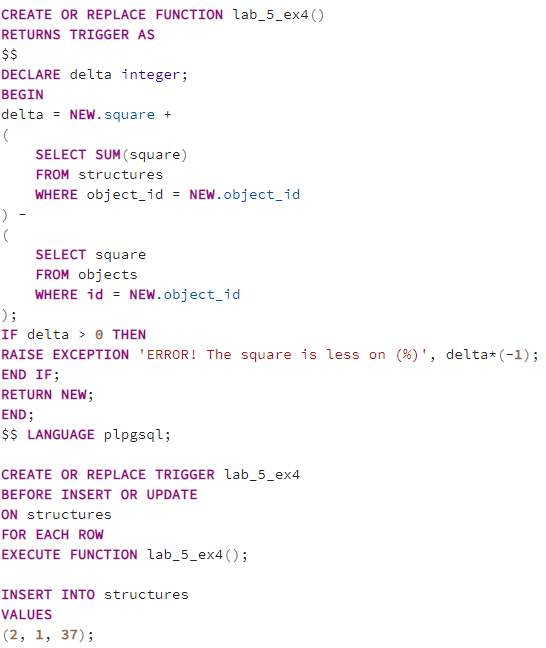 CREATE OR REPLACE FUNCTION lab_5_ex4()
RETURNS TRIGGER AS
$$
DECLARE delta integer;
BEGIN
delta = NEW.square +
(
    SELECT SUM(square)
    FROM structures
    WHERE object_id = NEW.object_id
) -
(
    SELECT square
    FROM objects
    WHERE id = NEW.object_id
);
IF delta > 0 THEN
RAISE EXCEPTION 'ERROR! The square is less on (%)', delta*(-1);
END IF;
RETURN NEW;
END;
$$ LANGUAGE plpgsql;

CREATE OR REPLACE TRIGGER lab_5_ex4
BEFORE INSERT OR UPDATE
ON structures
FOR EACH ROW
EXECUTE FUNCTION lab_5_ex4();

INSERT INTO structures
VALUES
(2, 1, 37);